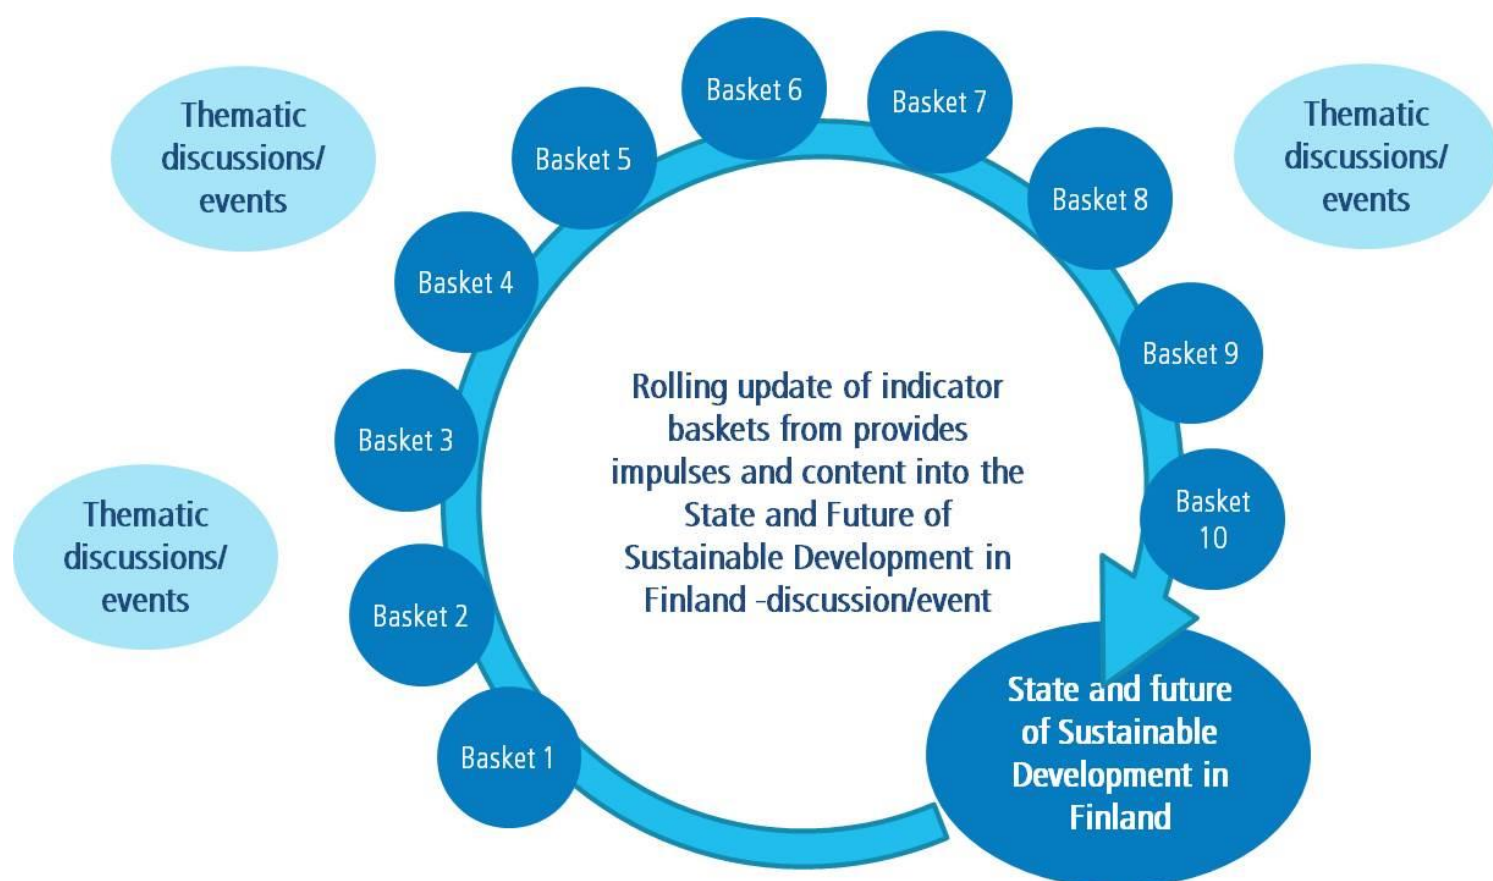 Thematic
discussions/
events
Thematic
discussions/
events
Basket 1
Basket 2
Basket 3
Basket 4
Basket 5
Basket 6
Basket 7
Basket 8
Basket 9
Basket
10
Thematic
discussions/
events
Rolling update of indicator
baskets from provides
impulses and content into the
State and Future of
Sustainable Development in
Finland -discussion/event
State and future
of Sustainable
Development in
Finland